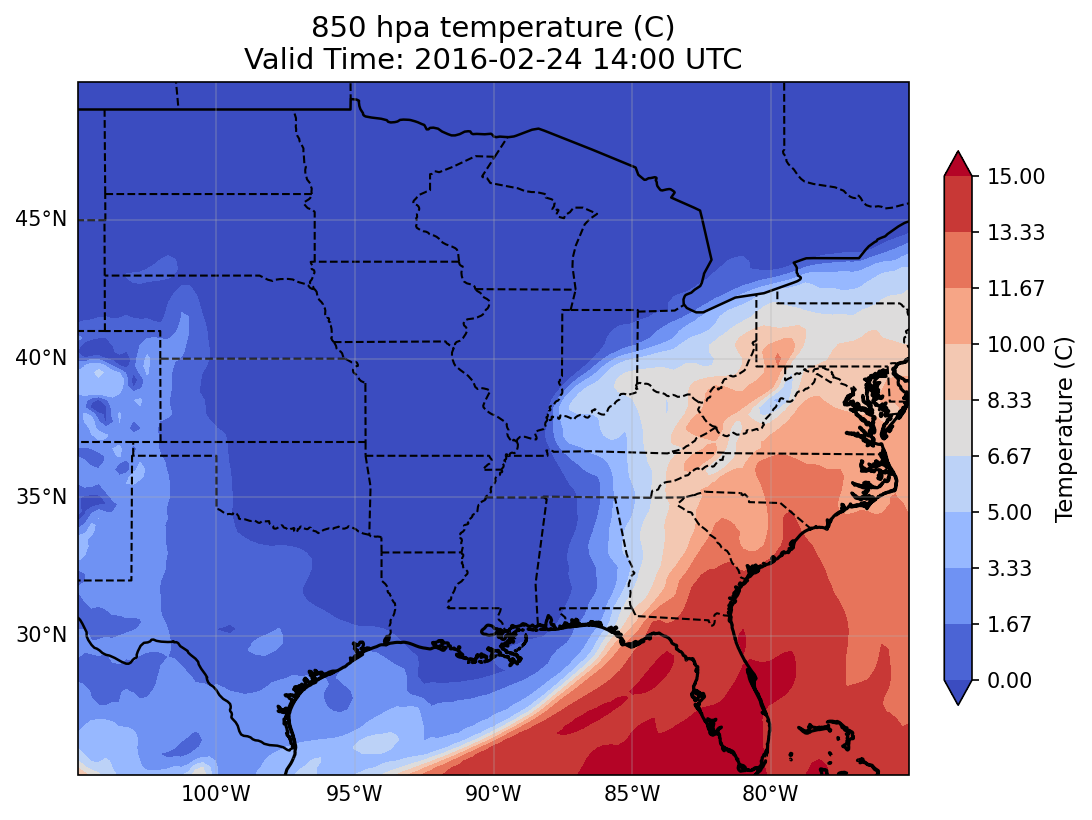 850 hpa temperature (C)
Valid Time: 2016-02-24 14:00 UTC
45°N
40°N
35°N
30°N
100°W
95°W
90°W
85°W
80°W
15.00
13.33
11.67
10.00
8.33
6.67
5.00
3.33
1.67
0.00
Temperature (C)